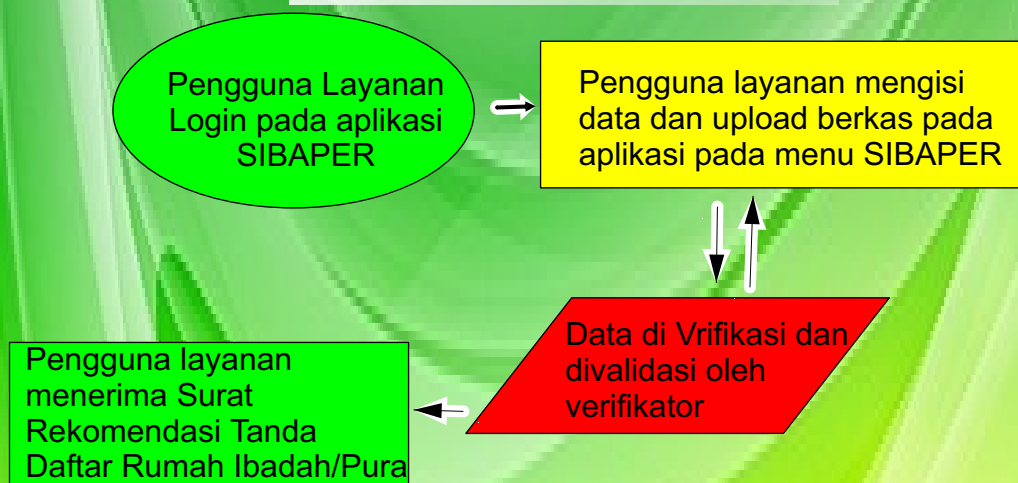 Pengguna Layanan
Login pada aplikasi
SIBAPER
Pengguna layanan mengisi
data dan upload berkas pada
aplikasi pada menu SIBAPER
Data di Vrifikasi dan
divalidasi oleh
verifikator
Pengguna layanan
menerima Surat
Rekomendasi Tanda
Daftar Rumah Ibadah/Pura